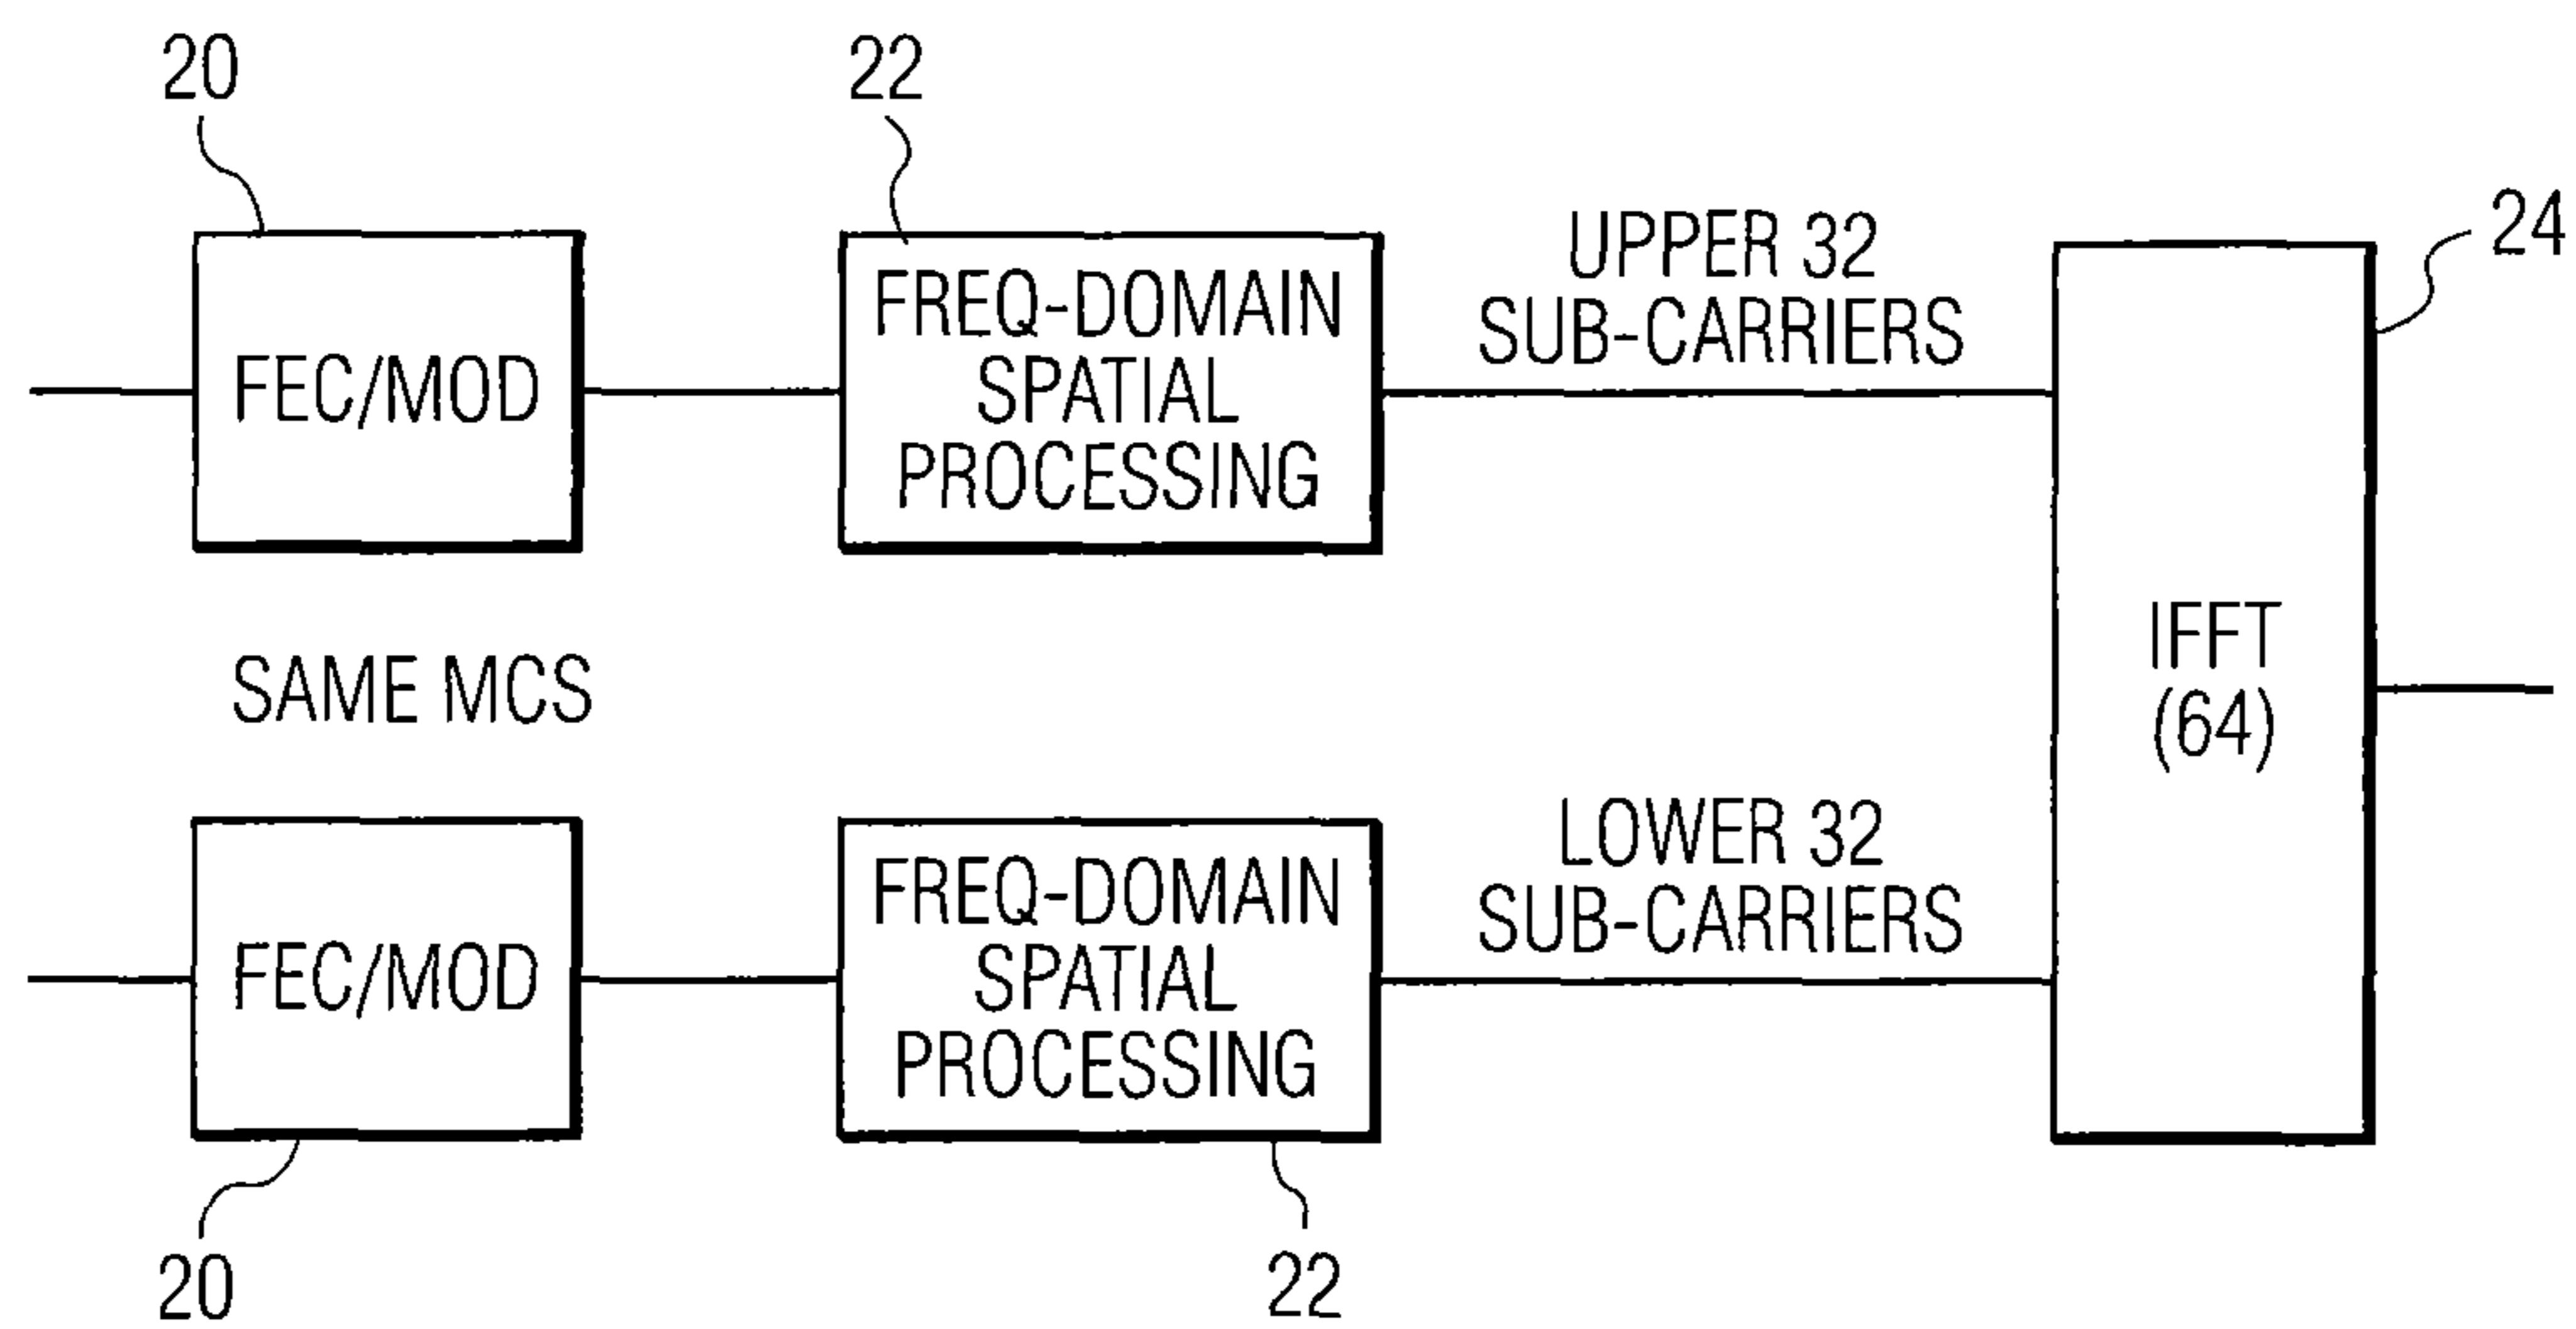 20
22
24
FEC/MOD
FREQ-DOMAIN
SPATIAL
PROCESSING
UPPER 32
SUB-CARRIERS
SAME MCS
IFFT
(64)
FEC/MOD
FREQ-DOMAIN
SPATIAL
PROCESSING
LOWER 32
SUB-CARRIERS
20
22